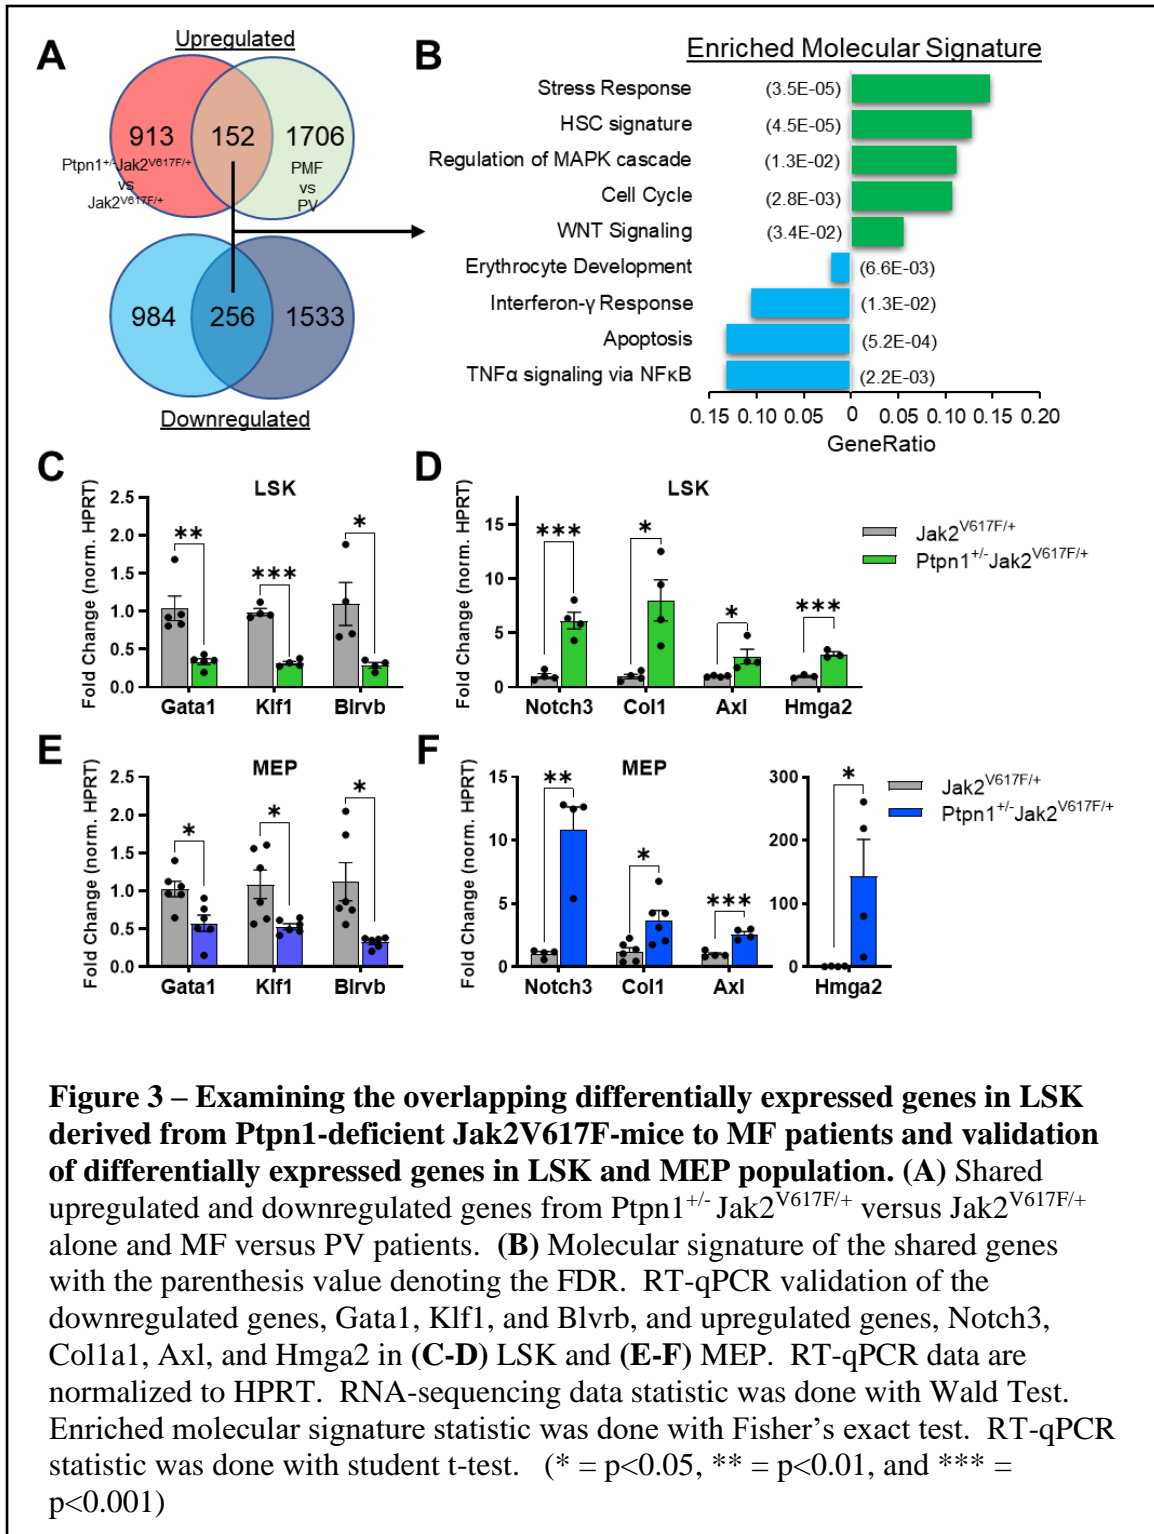 A
Upregulated
913
152
1706
Ptpn1+/-Jak2V617F/+
vs
Jak2V617F/+
PMF
vs
PV
984
256
1533
Downregulated
B
Enriched Molecular Signature
Stress Response (3.5E-05)
HSC signature (4.5E-05)
Regulation of MAPK cascade (1.3E-02)
Cell Cycle (2.8E-03)
WNT Signaling (3.4E-02)
Erythrocyte Development (6.6E-03)
Interferon-γ Response (1.3E-02)
Apoptosis (5.2E-04)
TNFα signaling via NFκB (2.2E-03)
0.15 0.10 0.05 0 0.05 0.10 0.15 0.20
GeneRatio
C
LSK
Fold Change (norm. HPRT)
2.5
2.0
1.5
1.0
0.5
0.0
** *** *
Gata1 Klf1 Blrvb
D
LSK
Fold Change (norm. HPRT)
15
10
5
0
*** * * ***
Notch3 Col1 Axl Hmga2
Jak2V617F/+
Ptpn1+/-Jak2V617F/+
E
MEP
Fold Change (norm. HPRT)
2.5
2.0
1.5
1.0
0.5
0.0
* * *
Gata1 Klf1 Blrvb
F
MEP
Fold Change (norm. HPRT)
15
10
5
0
** * ***
Notch3 Col1 Axl
300
200
100
0
*
Hmga2
Jak2V617F/+
Ptpn1+/-Jak2V617F/+
Figure 3 – Examining the overlapping differentially expressed genes in LSK
derived from Ptpn1-deficient Jak2V617F-mice to MF patients and validation
of differentially expressed genes in LSK and MEP population. (A) Shared
upregulated and downregulated genes from Ptpn1+/- Jak2V617F/+ versus Jak2V617F/+
alone and MF versus PV patients. (B) Molecular signature of the shared genes
with the parenthesis value denoting the FDR. RT-qPCR validation of the
downregulated genes, Gata1, Klf1, and Blvrb, and upregulated genes, Notch3,
Col1a1, Axl, and Hmga2 in (C-D) LSK and (E-F) MEP. RT-qPCR data are
normalized to HPRT. RNA-sequencing data statistic was done with Wald Test.
Enriched molecular signature statistic was done with Fisher's exact test. RT-qPCR
statistic was done with student t-test. (* = p<0.05, ** = p<0.01, and *** =
p<0.001)